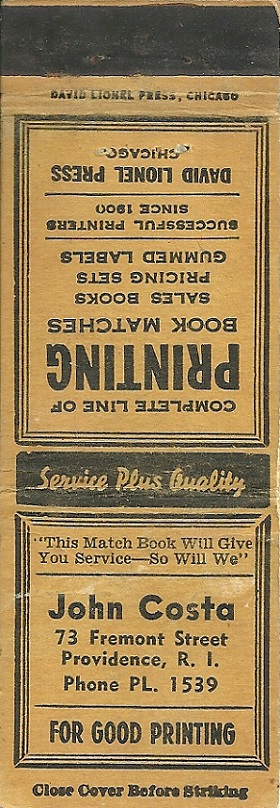 DAVID LIONEL PRESS, CHICAGO
COMPLETE LINE OF
PRINTING
BOOK MATCHES
SALES BOOKS
PRICING SETS
GUMMED LABELS
SUCCESSFUL PRINTERS
SINCE 1900
DAVID LIONEL PRESS
CHICAGO
Service Plus Quality
"This Match Book Will Give
You Service—So Will We"
John Costa
73 Fremont Street
Providence, R. I.
Phone PL. 1539
FOR GOOD PRINTING
Close Cover Before Striking